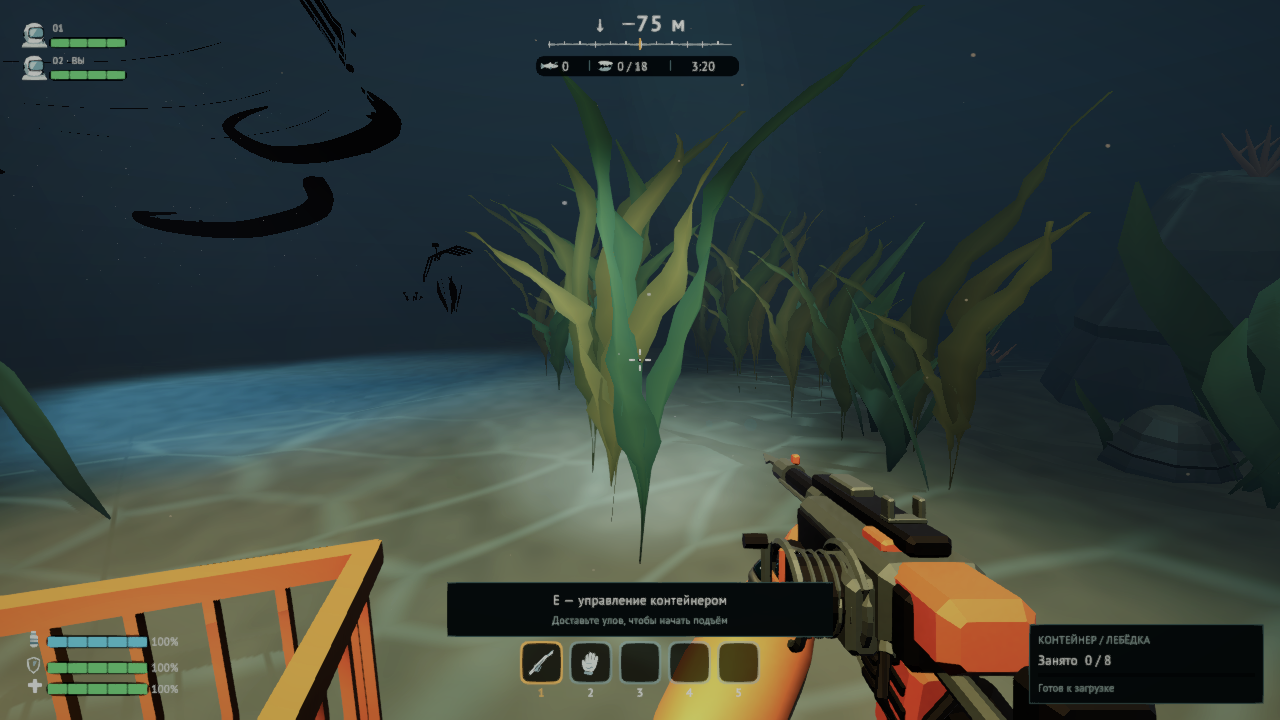 01
02 · ВЫ
↓ −75 м
0 | 0 / 18 | 3:20
E — управление контейнером
Доставьте улов, чтобы начать подъём
100%
100%
100%
1 2 3 4 5
КОНТЕЙНЕР / ЛЕБЁДКА
Занято 0 / 8
Готов к загрузке